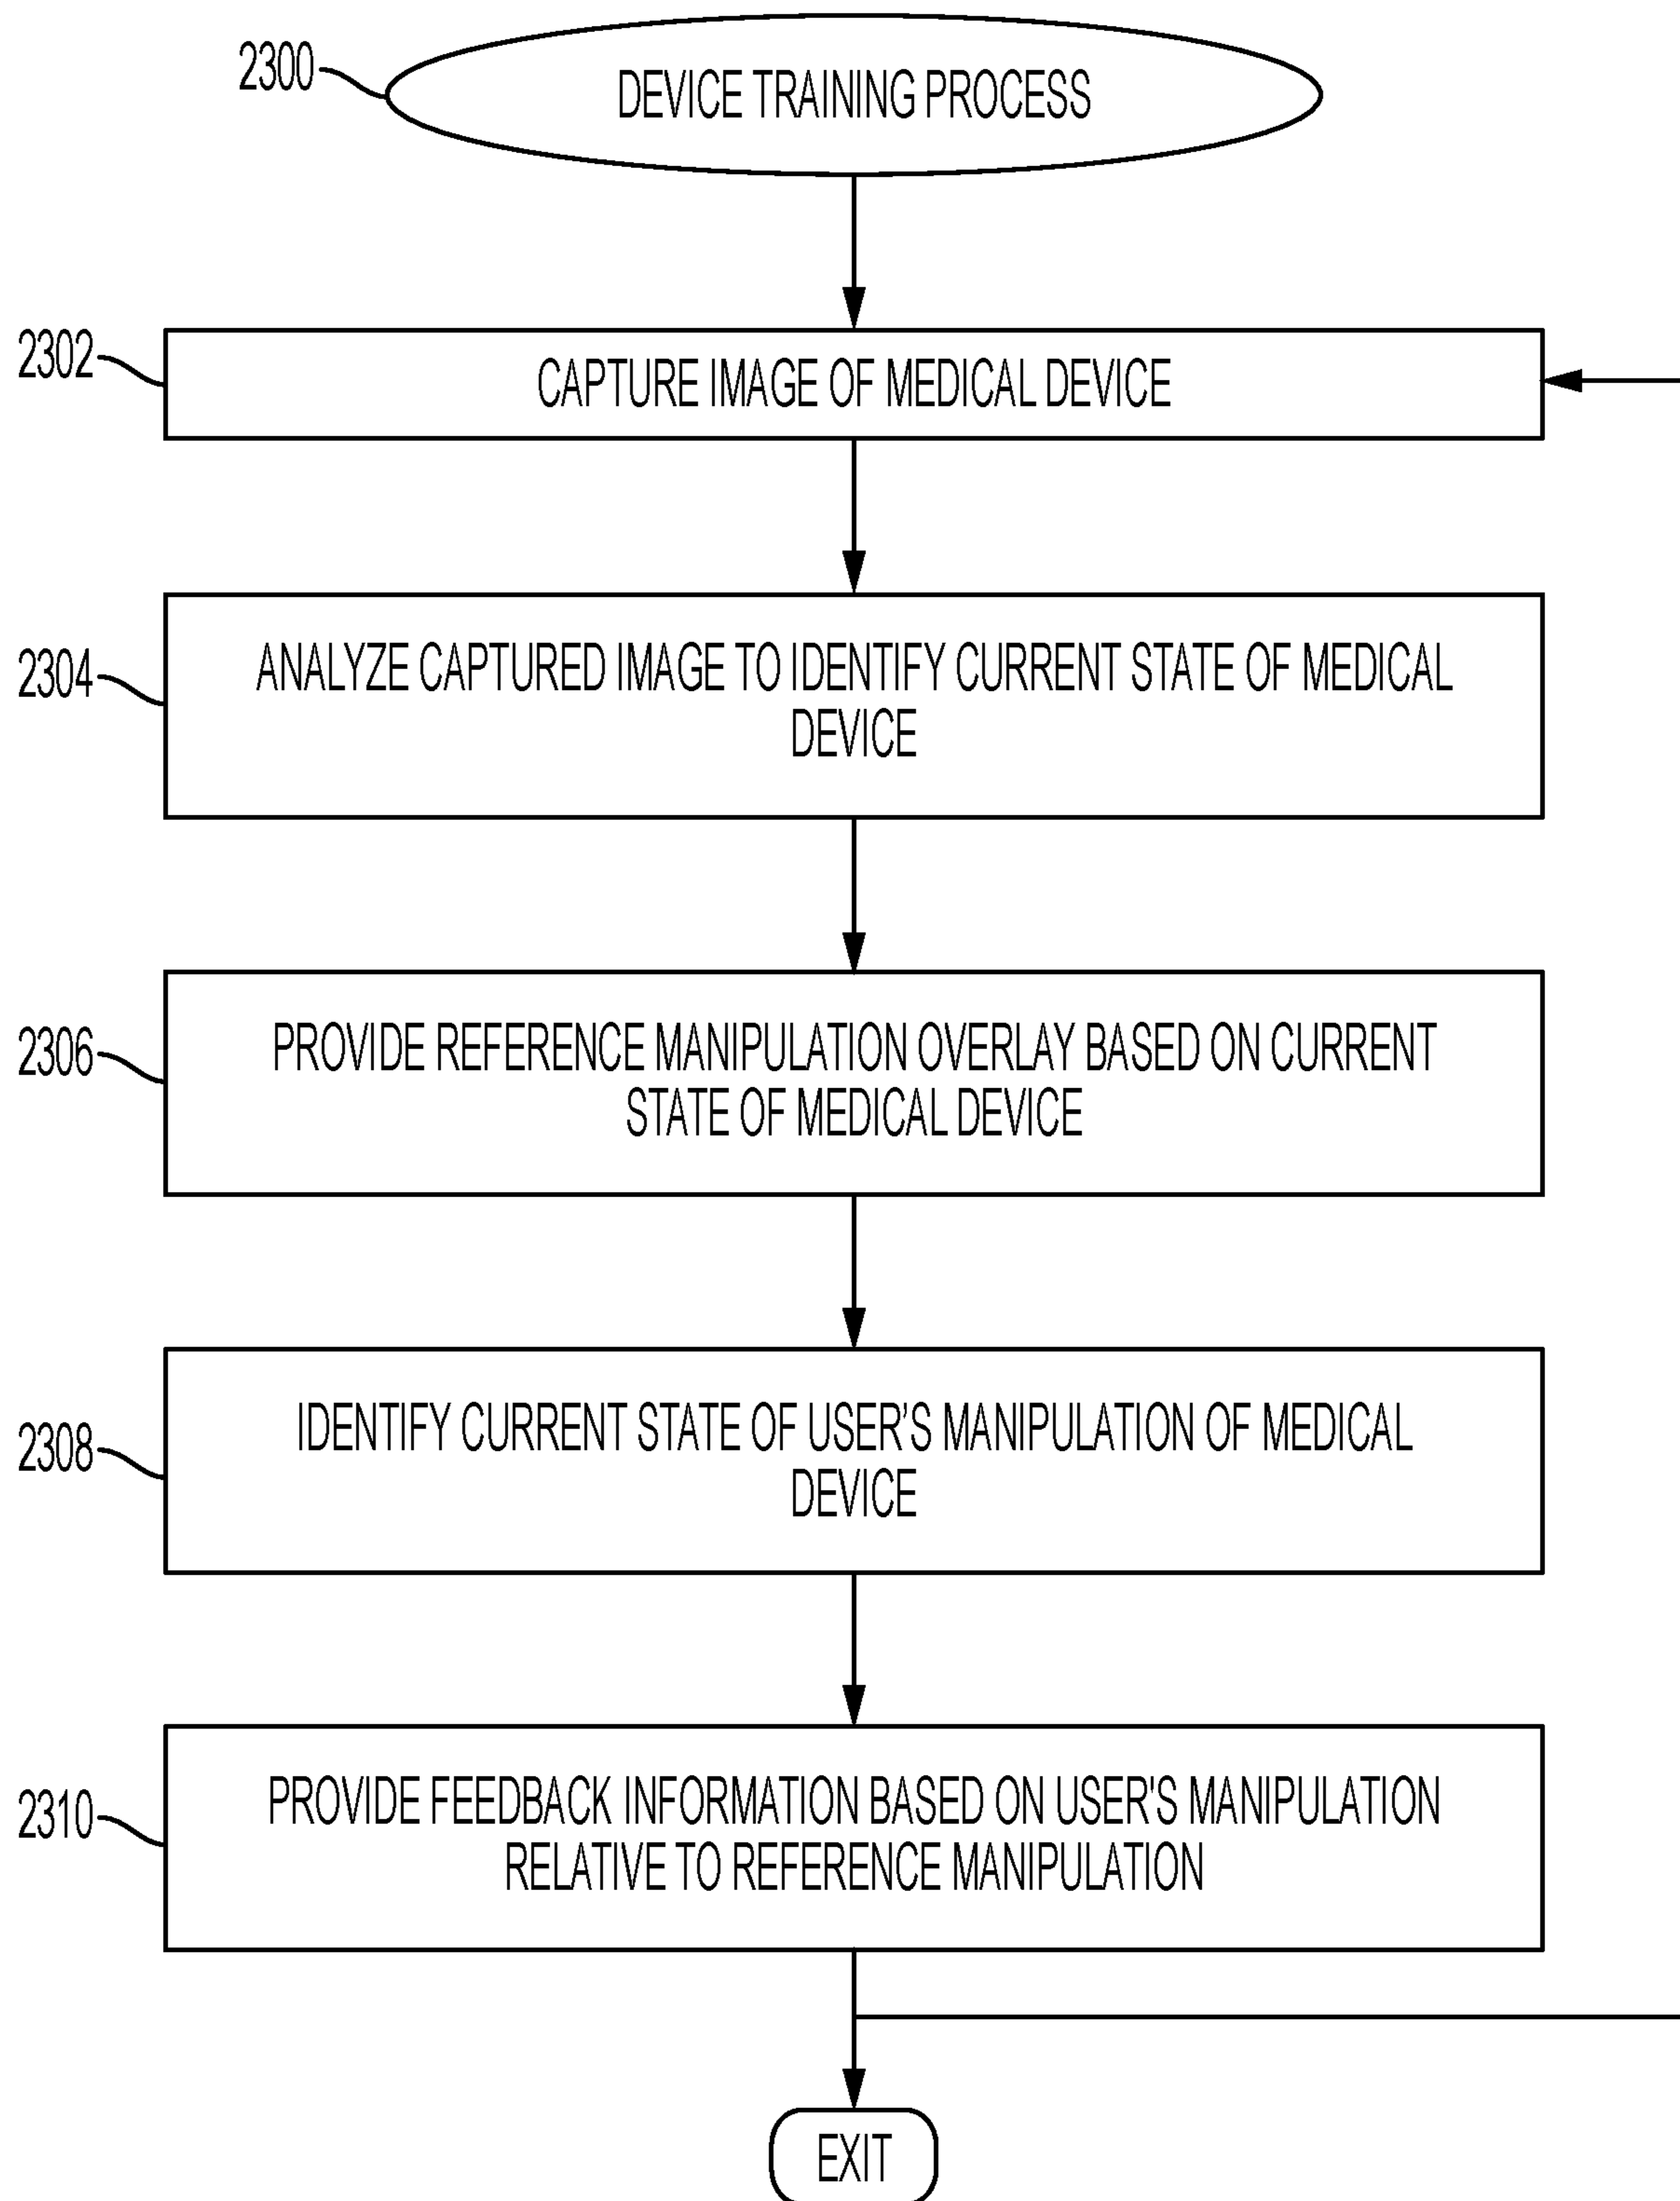 2300
DEVICE TRAINING PROCESS
2302
CAPTURE IMAGE OF MEDICAL DEVICE
2304
ANALYZE CAPTURED IMAGE TO IDENTIFY CURRENT STATE OF MEDICAL
DEVICE
2306
PROVIDE REFERENCE MANIPULATION OVERLAY BASED ON CURRENT
STATE OF MEDICAL DEVICE
2308
IDENTIFY CURRENT STATE OF USER'S MANIPULATION OF MEDICAL
DEVICE
2310
PROVIDE FEEDBACK INFORMATION BASED ON USER'S MANIPULATION
RELATIVE TO REFERENCE MANIPULATION
EXIT